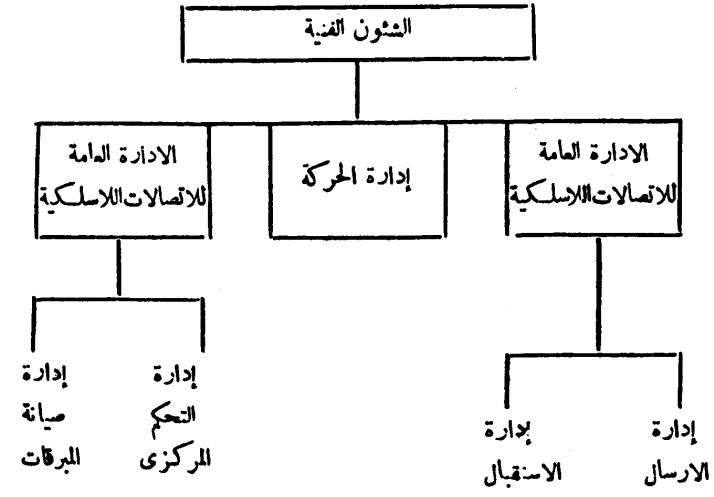 الشئون الفنية
الادارة العامة
للاتصالات اللاسلكية
إدارة الحركة
الادارة العامة
للاتصالات اللاسلكية
إدارة
الارسال
إدارة
الاستقبال
إدارة
التحكم
المركزى
إدارة
صيانة
المبرقات